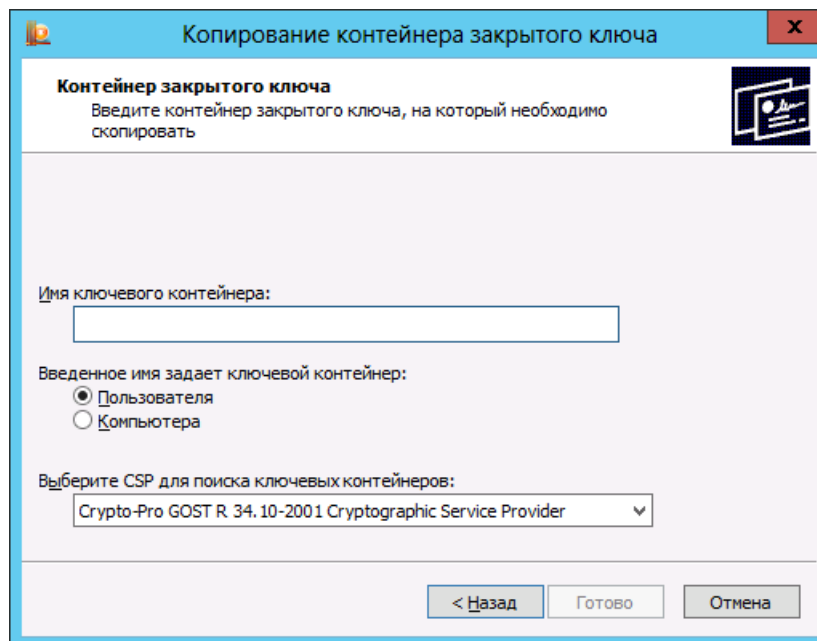 Копирование контейнера закрытого ключа
x
Контейнер закрытого ключа
Введите контейнер закрытого ключа, на который необходимо
скопировать
Имя ключевого контейнера:
Введенное имя задает ключевой контейнер:
Пользователя
Компьютера
Выберите CSP для поиска ключевых контейнеров:
Crypto-Pro GOST R 34.10-2001 Cryptographic Service Provider
< Назад Готово Отмена